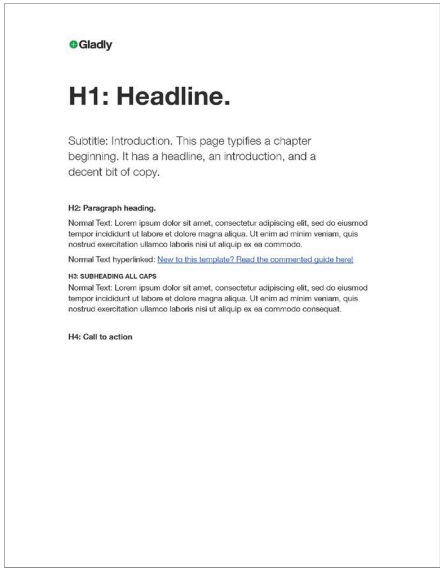 Gladly
H1: Headline.
Subtitle: Introduction. This page typifies a chapter
beginning. It has a headline, an introduction, and a
decent bit of copy.
H2: Paragraph heading.
Normal Text: Lorem ipsum dolor sit amet, consectetur adipiscing elit, sed do eiusmod
tempor incididunt ut labore et dolore magna aliqua. Ut enim ad minim veniam, quis
nostrud exercitation ullamco laboris nisi ut aliquip ex ea commodo.
Normal Text hyperlinked: New to this template? Read the commented guide here!
H3: SUBHEADING ALL CAPS
Normal Text: Lorem ipsum dolor sit amet, consectetur adipiscing elit, sed do eiusmod
tempor incididunt ut labore et dolore magna aliqua. Ut enim ad minim veniam, quis
nostrud exercitation ullamco laboris nisi ut aliquip ex ea commodo consequat.
H4: Call to action